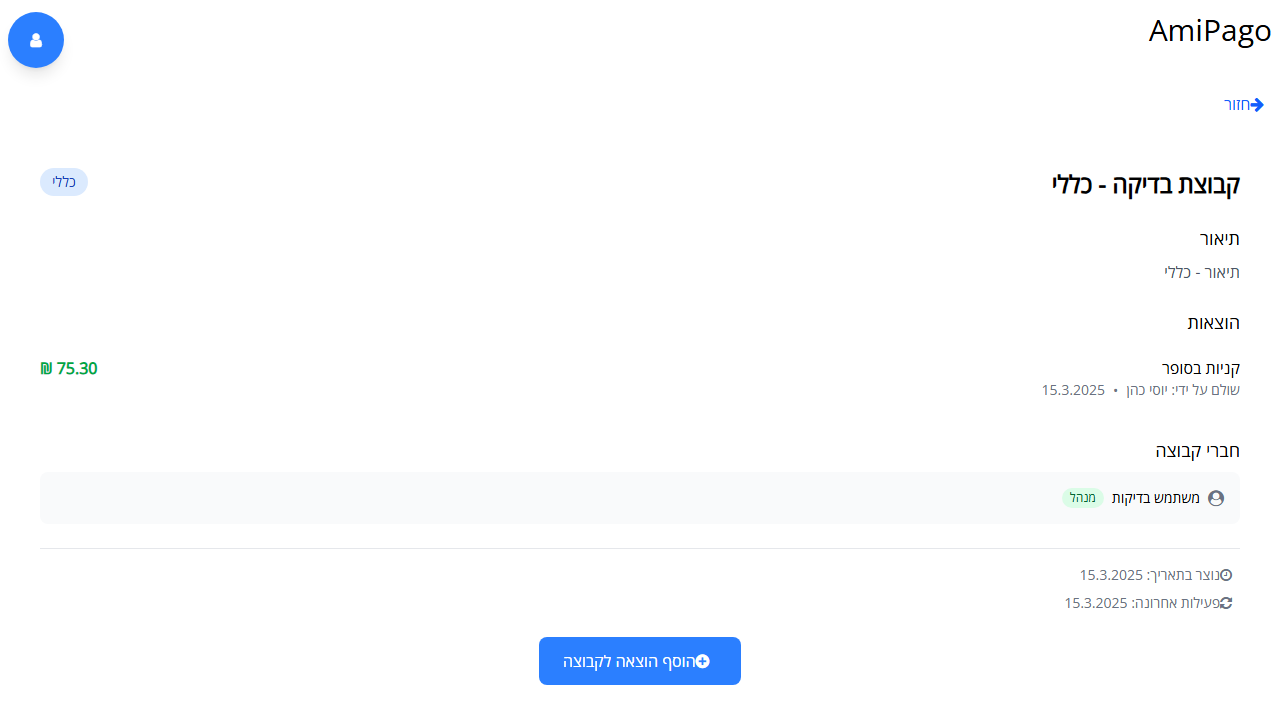 AmiPago
חזור
קבוצת בדיקה - כללי
כללי
תיאור
תיאור - כללי
הוצאות
קניות בסופר
75.30 ₪
שולם על ידי: יוסי כהן • 15.3.2025
חברי קבוצה
משתמש בדיקות מנהל
נוצר בתאריך: 15.3.2025
פעילות אחרונה: 15.3.2025
הוסף הוצאה לקבוצה